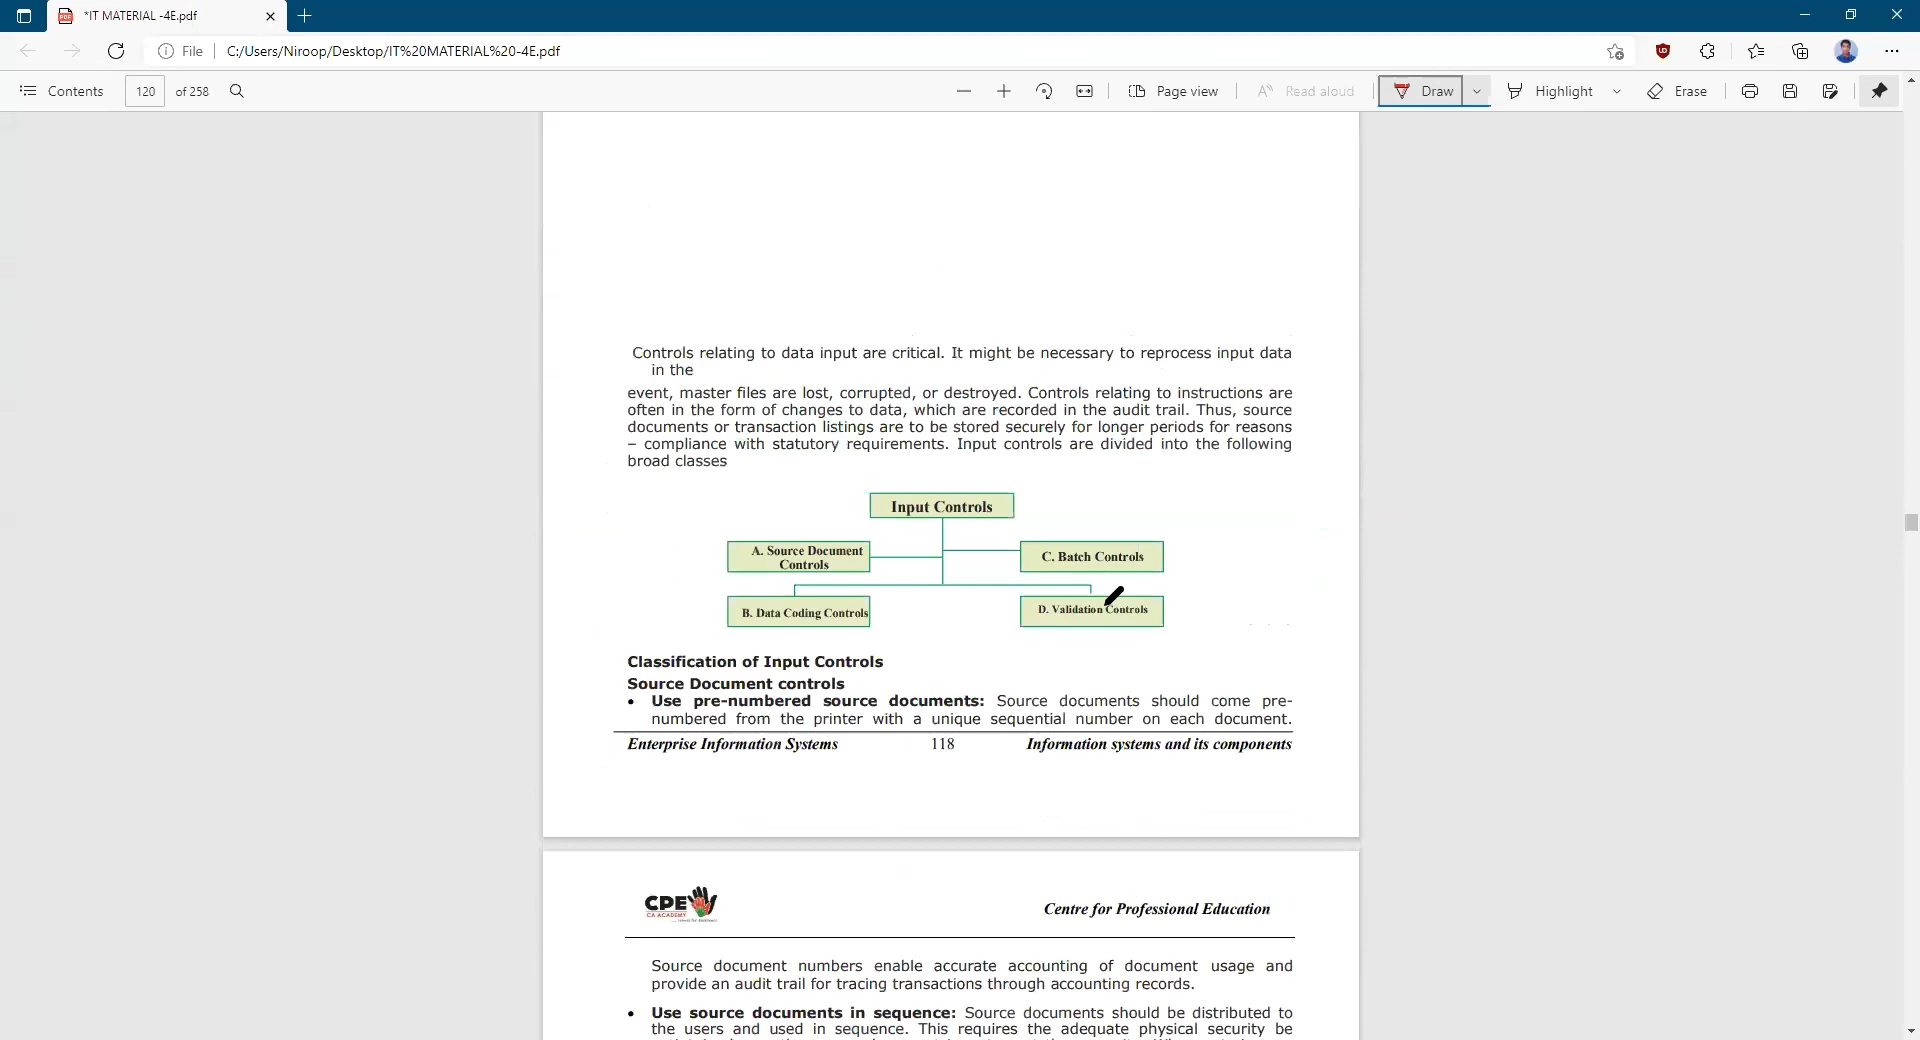 *IT MATERIAL -4E.pdf
File
C:/Users/Niroop/Desktop/IT%20MATERIAL%20-4E.pdf
Contents
120
of 258
Page view
Read aloud
Draw
Highlight
Erase
Controls relating to data input are critical. It might be necessary to reprocess input data
in the
event, master files are lost, corrupted, or destroyed. Controls relating to instructions are
often in the form of changes to data, which are recorded in the audit trail. Thus, source
documents or transaction listings are to be stored securely for longer periods for reasons
– compliance with statutory requirements. Input controls are divided into the following
broad classes
Input Controls
A. Source Document
Controls
C. Batch Controls
B. Data Coding Controls
D. Validation Controls
Classification of Input Controls
Source Document controls
• Use pre-numbered source documents: Source documents should come pre-
numbered from the printer with a unique sequential number on each document.
Enterprise Information Systems 118 Information systems and its components
CPE
CA ACADEMY
Centre for Professional Education
Source document numbers enable accurate accounting of document usage and
provide an audit trail for tracing transactions through accounting records.
• Use source documents in sequence: Source documents should be distributed to
the users and used in sequence. This requires the adequate physical security be